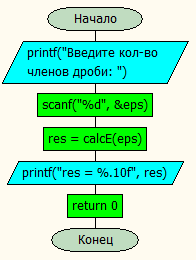 Начало
printf("Введите кол-во
членов дроби: ")
scanf("%d", &eps)
res = calcE(eps)
printf("res = %.10f", res)
return 0
Конец